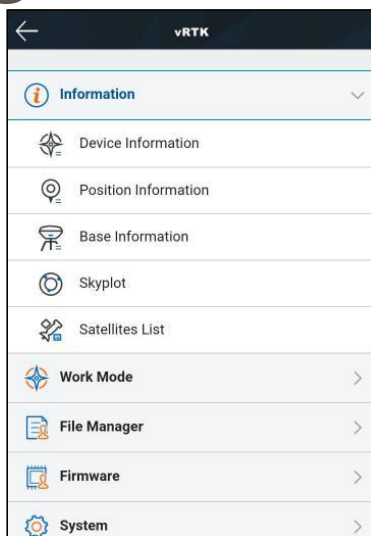 vRTK
Information
Device Information
Position Information
Base Information
Skyplot
Satellites List
Work Mode
File Manager
Firmware
System